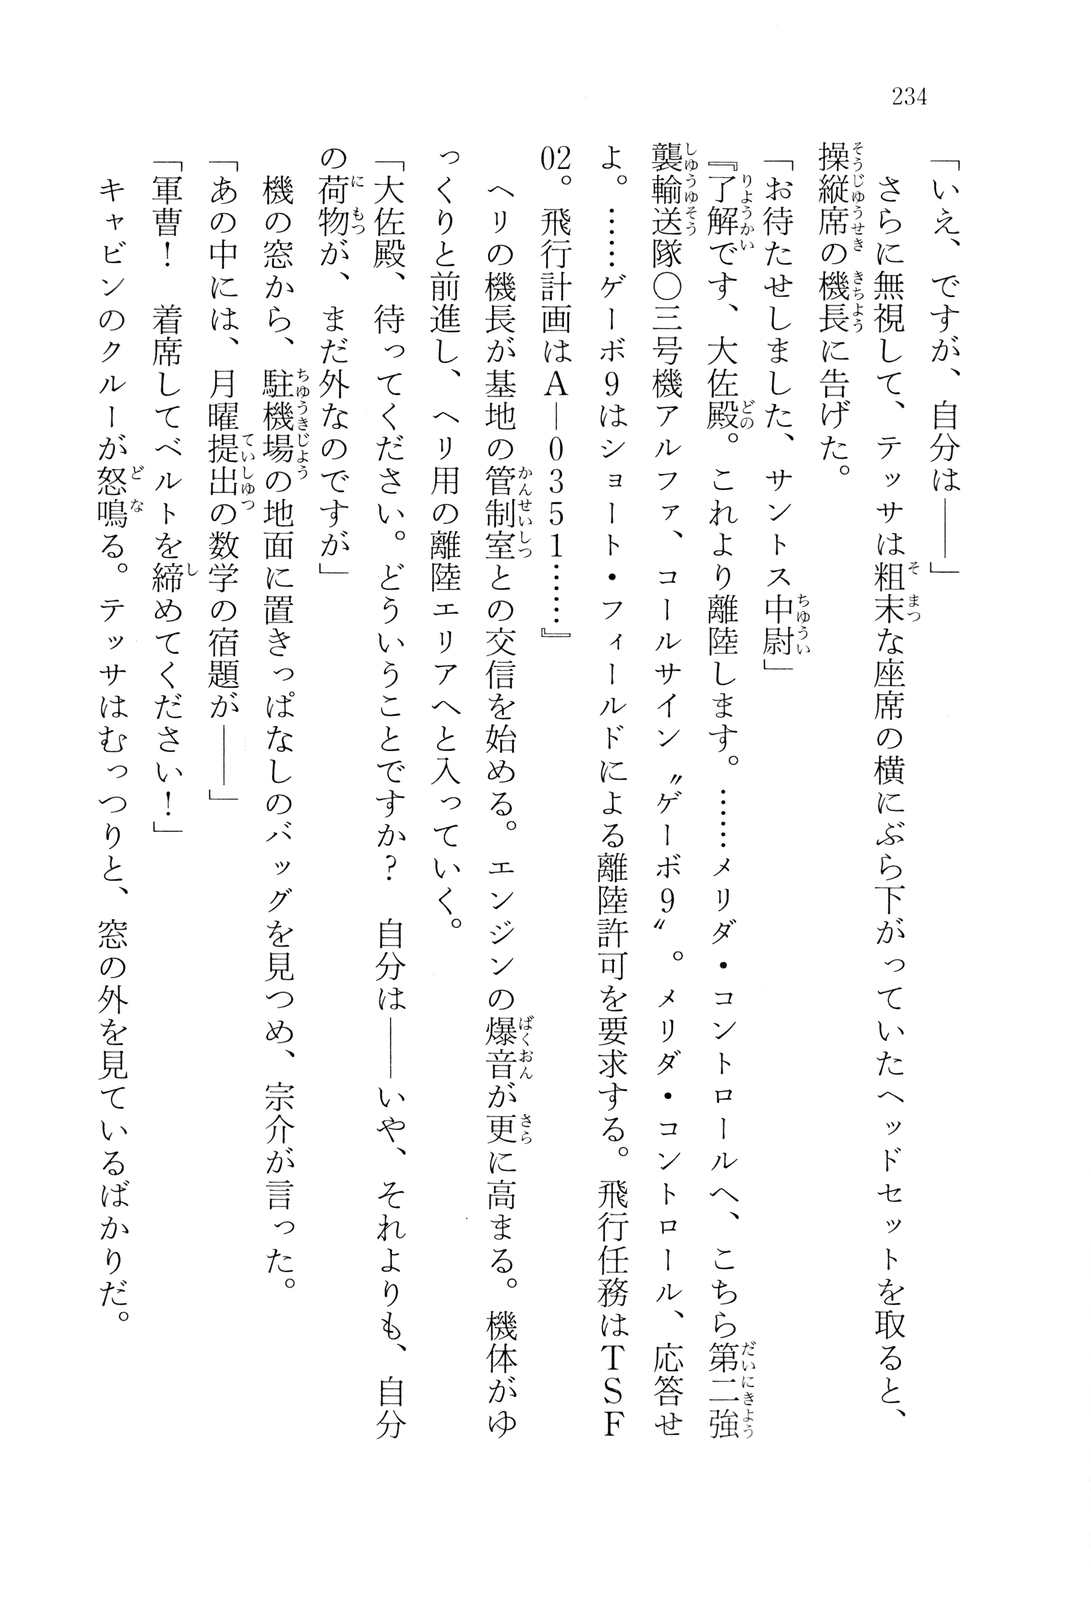 234
「いえ、ですが、自分は――」
　さらに無視して、テッサは粗末な座席の横にぶら下がっていたヘッドセットを取ると、
操縦席の機長に告げた。
「お待たせしました、サントス中尉」
『了解です、大佐殿。これより離陸します。……メリダ・コントロールへ、こちら第二強
襲輸送隊〇三号機アルファ、コールサイン〝ゲーボ9〟。メリダ・コントロール、応答せ
よ。……ゲーボ9はショート・フィールドによる離陸許可を要求する。飛行任務はTSF
02。飛行計画はA―0351……』
　ヘリの機長が基地の管制室との交信を始める。エンジンの爆音が更に高まる。機体がゆ
っくりと前進し、ヘリ用の離陸エリアへと入っていく。
「大佐殿、待ってください。どういうことですか?　自分は――いや、それよりも、自分
の荷物が、まだ外なのですが」
　機の窓から、駐機場の地面に置きっぱなしのバッグを見つめ、宗介が言った。
「あの中には、月曜提出の数学の宿題が――」
「軍曹!　着席してベルトを締めてください!」
　キャビンのクルーが怒鳴る。テッサはむっつりと、窓の外を見ているばかりだ。